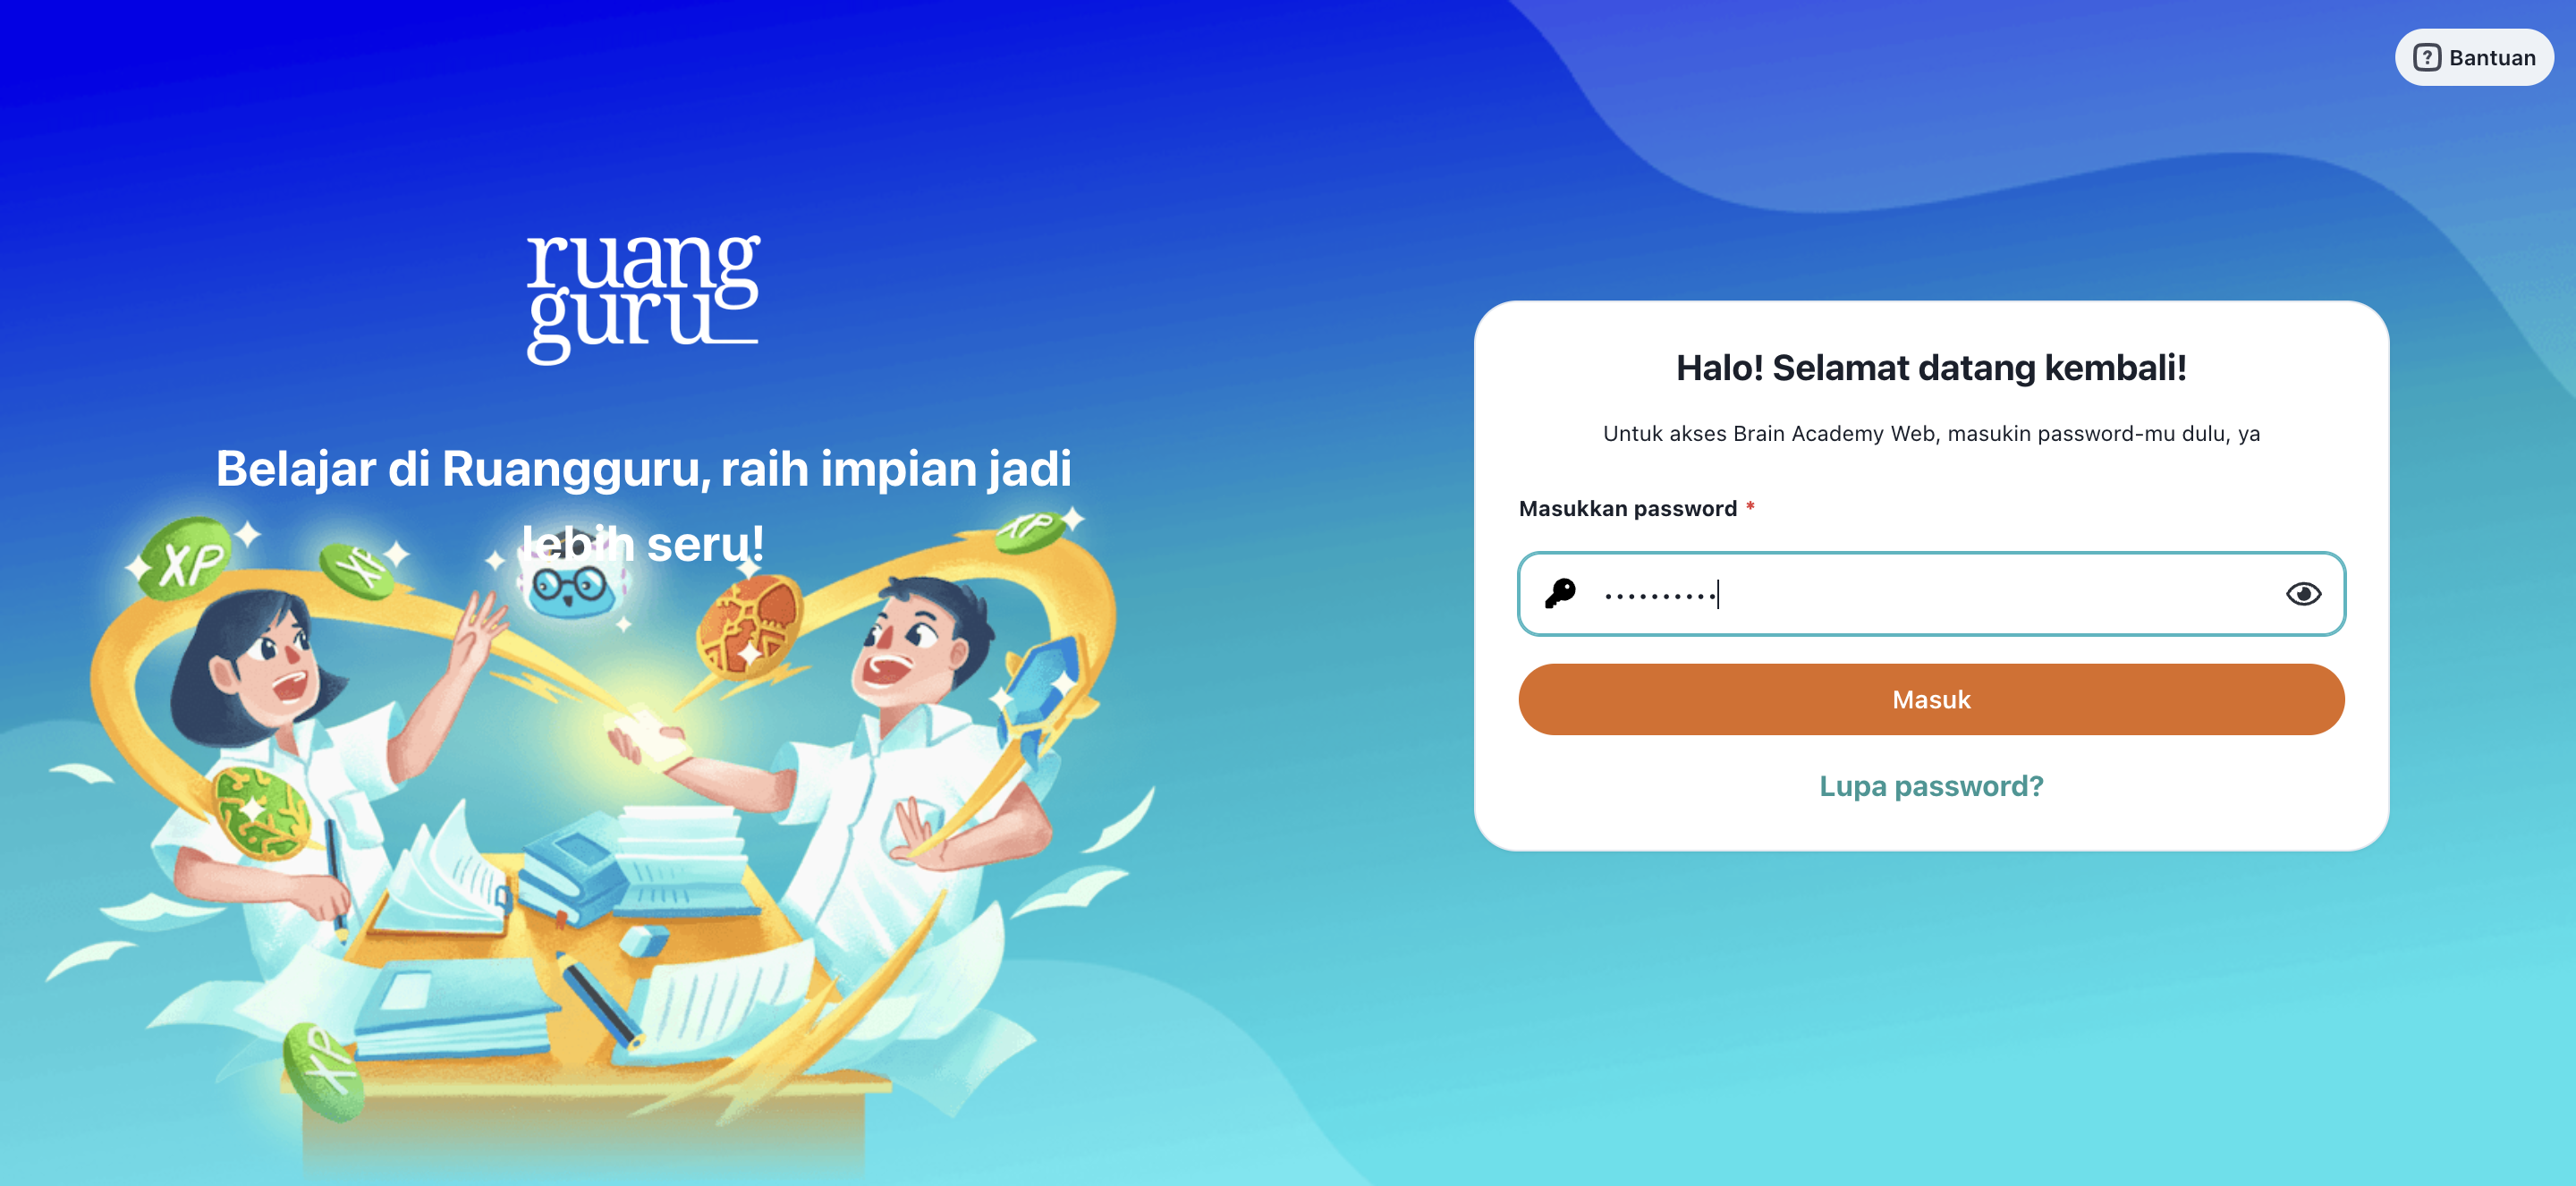 Bantuan
ruang
guru
Belajar di Ruangguru, raih impian jadi
lebih seru!
XP
XP
XP
XP
Halo! Selamat datang kembali!
Untuk akses Brain Academy Web, masukin password-mu dulu, ya
Masukkan password *
••••••••••
Masuk
Lupa password?